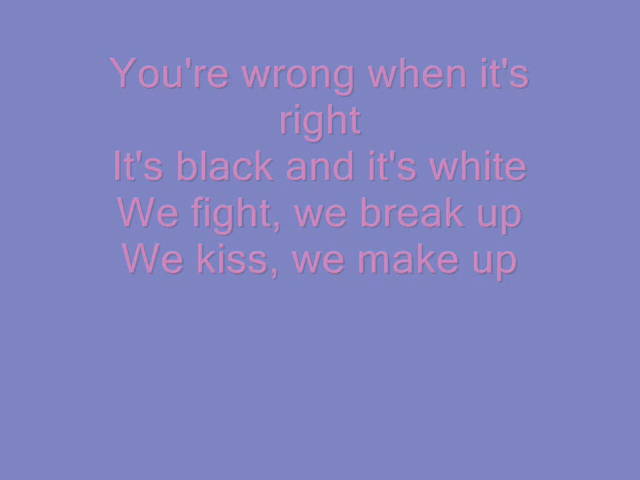 You're wrong when it's
right
It's black and it's white
We fight, we break up
We kiss, we make up